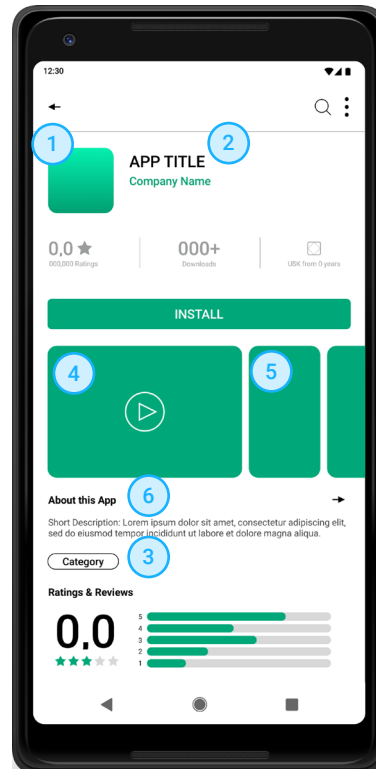 12:30
1
2
APP TITLE
Company Name
0,0
000+
000,000 Ratings
Downloads
USK from 0 years
INSTALL
4
5
About this App
6
Short Description: Lorem ipsum dolor sit amet, consectetur adipiscing elit,
sed do eiusmod tempor incididunt ut labore et dolore magna aliqua.
Category
3
Ratings & Reviews
0,0
5
4
3
2
1